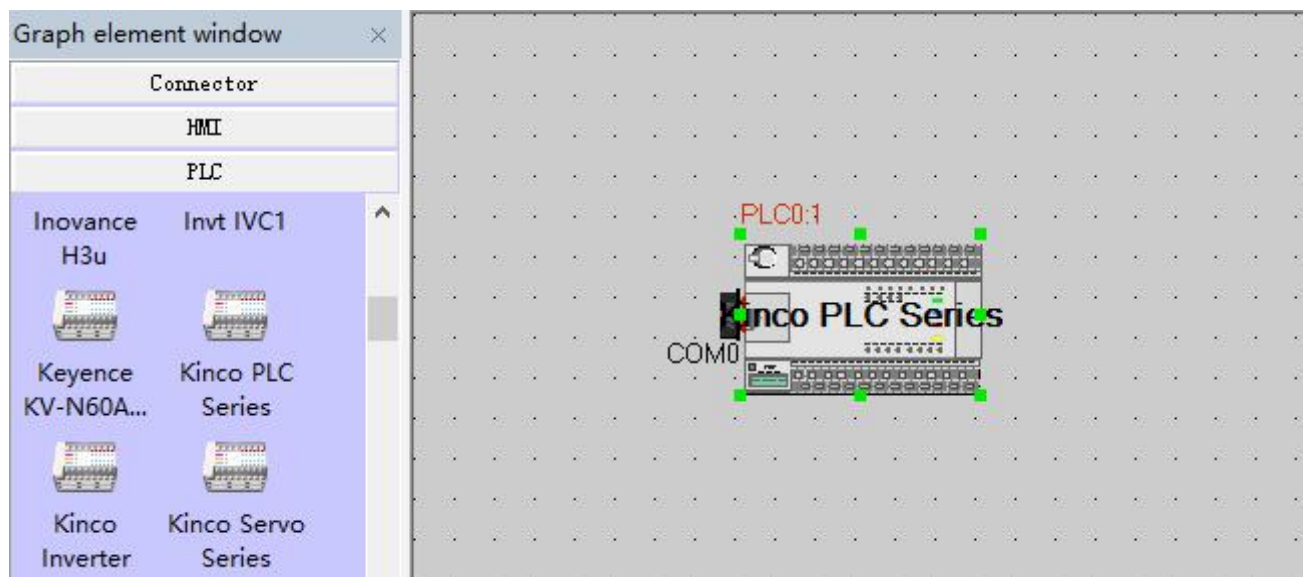 Graph element window
Connector
HMI
PLC
Inovance
H3u
Invt IVC1
Keyence
KV-N60A...
Kinco PLC
Series
Kinco
Inverter
Kinco Servo
Series
PLC0:1
Kinco PLC Series
COM0